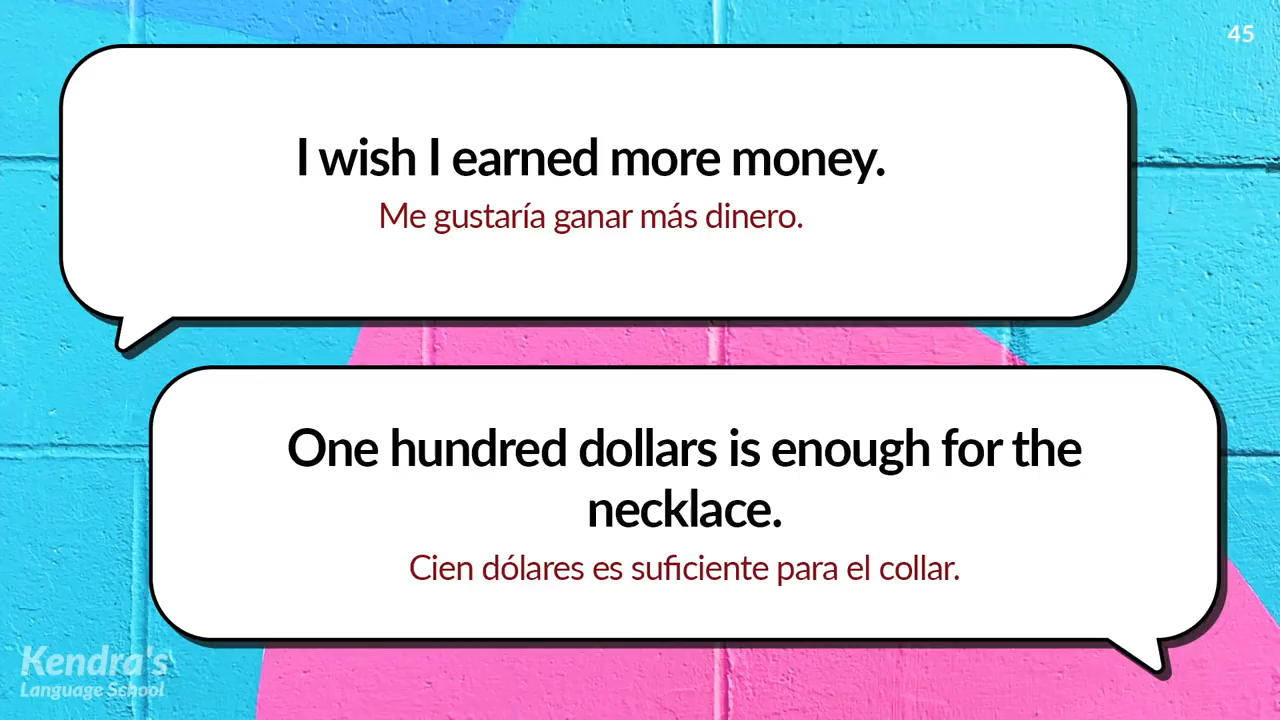 45
I wish I earned more money.
Me gustaría ganar más dinero.
One hundred dollars is enough for the
necklace.
Cien dólares es suficiente para el collar.
Kendra's
Language School